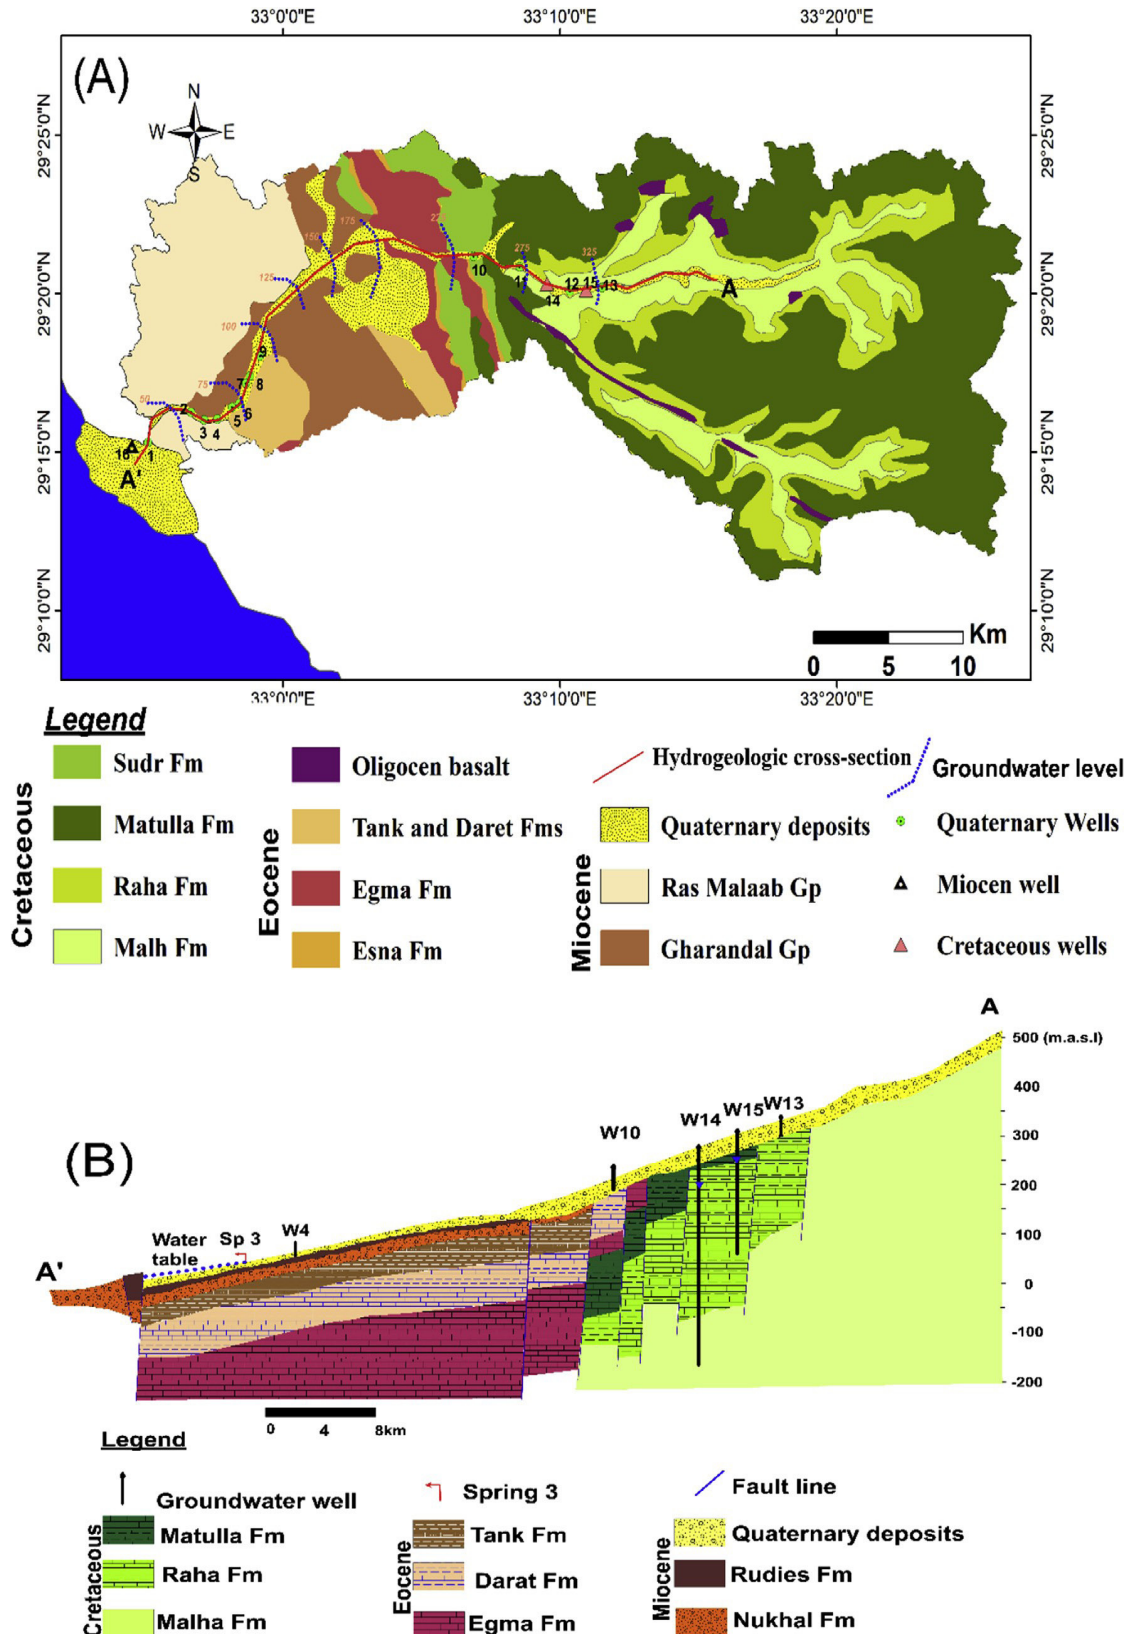 33°0'0"E 33°10'0"E 33°20'0"E
(A)
N
W E
S
29°25'0"N 29°25'0"N
29°20'0"N 29°20'0"N
29°15'0"N 29°15'0"N
29°10'0"N 29°10'0"N
175
150
125
100
75
50
275
325
10
11
12 15 13
14
A
9
7 8
6
5
2
3 4
1
A'
Km
0 5 10
33°0'0"E 33°10'0"E 33°20'0"E
Legend
Cretaceous
Sudr Fm
Matulla Fm
Raha Fm
Malh Fm
Eocene
Oligocen basalt
Tank and Daret Fms
Egma Fm
Esna Fm
Miocene
Hydrogeologic cross-section
Quaternary deposits
Ras Malaab Gp
Gharandal Gp
Groundwater level
Quaternary Wells
Miocen well
Cretaceous wells
A
500 (m.a.s.l)
400
300
200
100
0
-100
-200
(B)
W10
W14
W15
W13
Water
table
Sp 3
W4
A'
0 4 8km
Legend
Cretaceous
Groundwater well
Matulla Fm
Raha Fm
Malha Fm
Eocene
Spring 3
Tank Fm
Darat Fm
Egma Fm
Miocene
Fault line
Quaternary deposits
Rudies Fm
Nukhal Fm